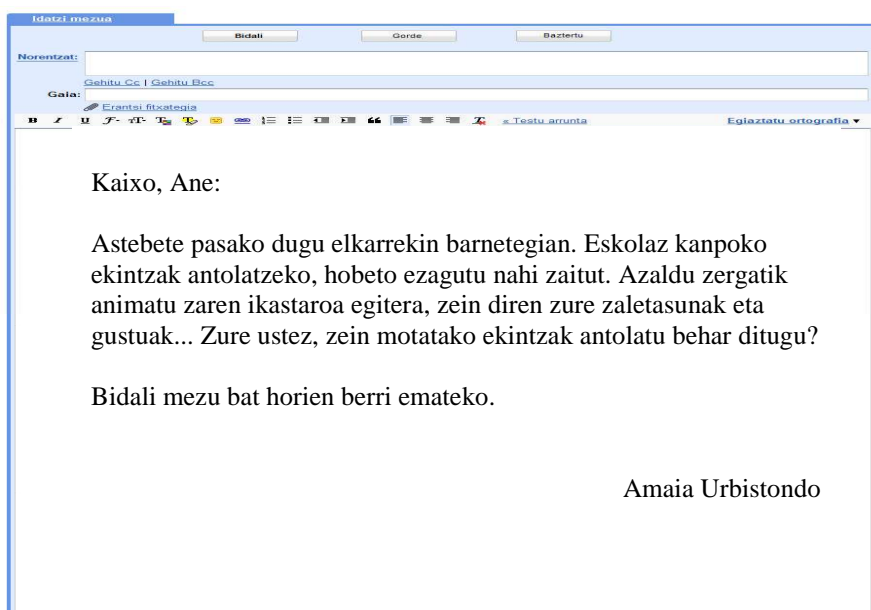 Idatzi mezua
Bidali Gorde Baztertu
Norentzat:
Gehitu Cc | Gehitu Bcc
Gaia:
Erantsi fitxategia
« Testu arrunta Egiaztatu ortografia ▼
Kaixo, Ane:
Astebete pasako dugu elkarrekin barnetegian. Eskolaz kanpoko
ekintzak antolatzeko, hobeto ezagutu nahi zaitut. Azaldu zergatik
animatu zaren ikastaroa egitera, zein diren zure zaletasunak eta
gustuak... Zure ustez, zein motatako ekintzak antolatu behar ditugu?
Bidali mezu bat horien berri emateko.
Amaia Urbistondo